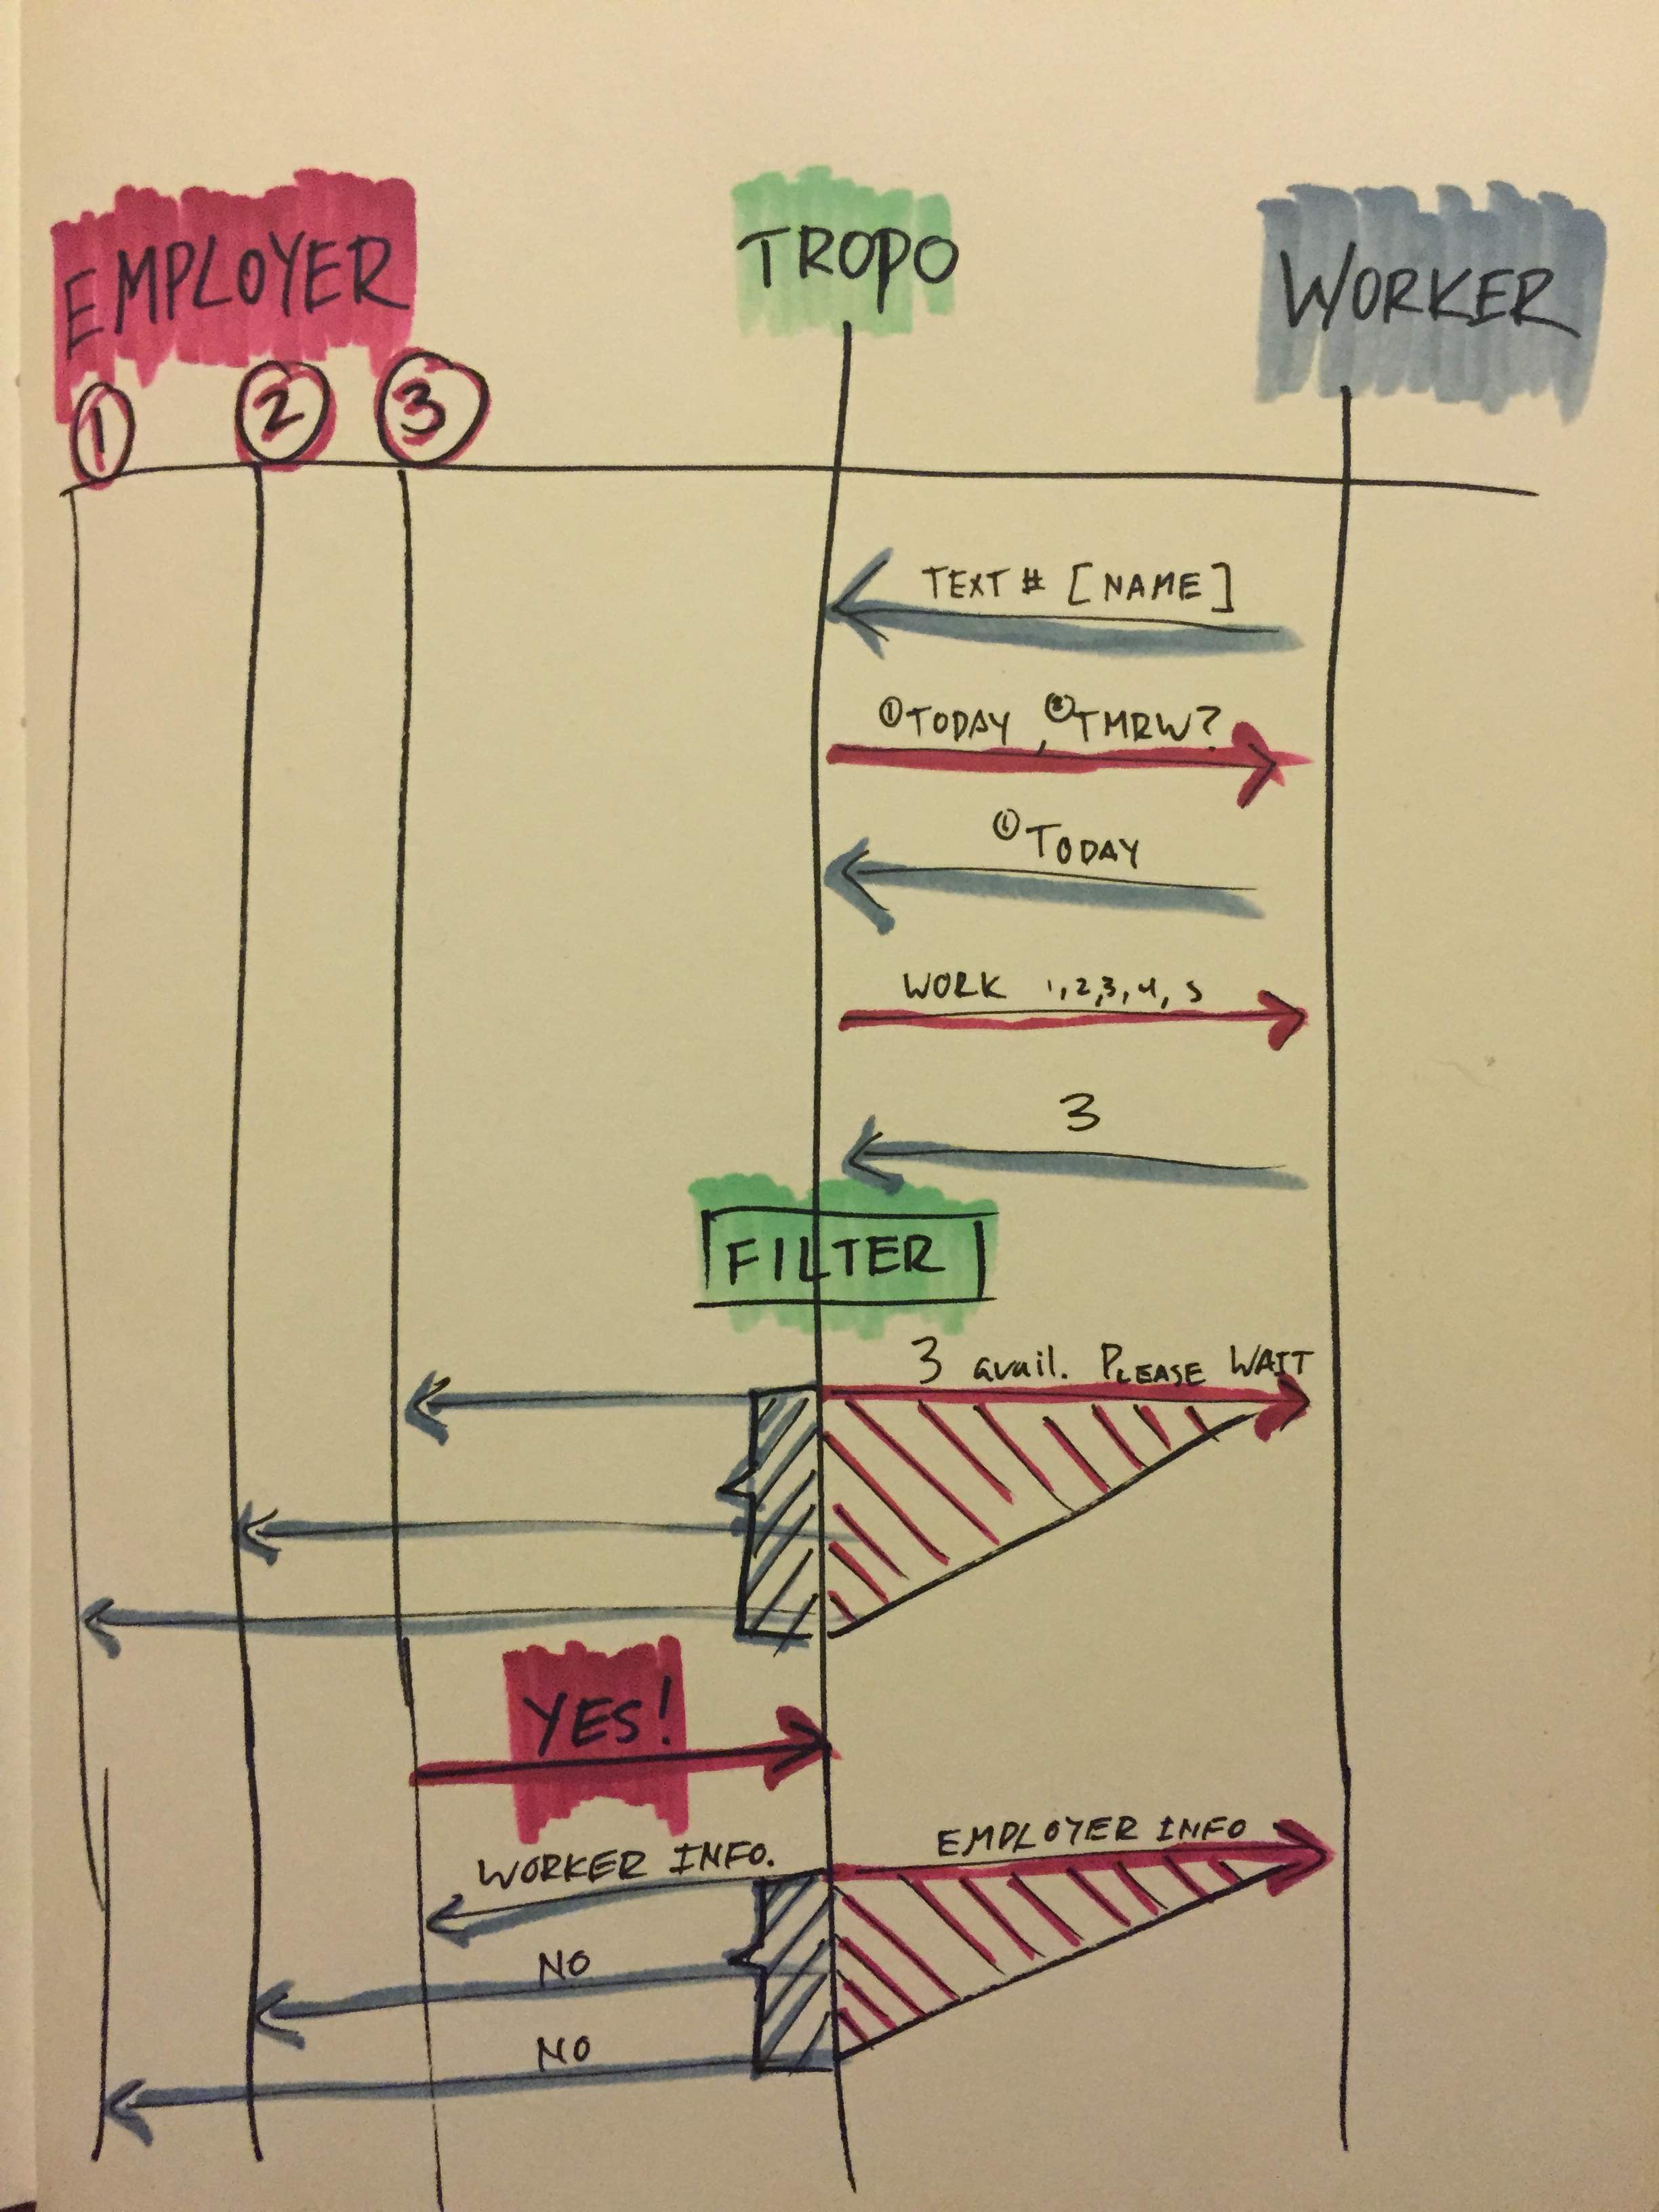 EMPLOYER TROPO WORKER
1 2 3
TEXT # [NAME]
① TODAY, ② TMRW?
① TODAY
WORK 1,2,3,4,5
3
FILTER
3 avail. PLEASE WAIT
YES!
EMPLOYER INFO
WORKER INFO.
NO
NO